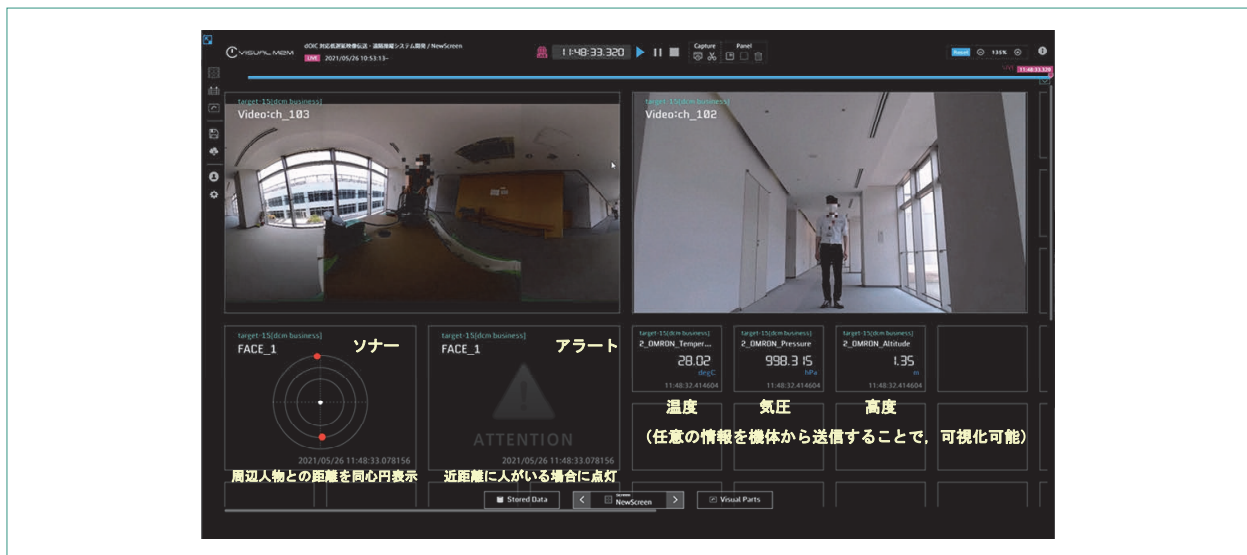 VISUAL M2M
dOIC 対応低遅延映像伝送・遠隔操縦システム開発 / NewScreen
LIVE 2021/05/26 10:53:13~
11:48:33.320
Capture
Panel
135%
LIVE 11:48:33.320
target-15[dcm business]
Video:ch_103
target-15[dcm business]
Video:ch_102
target-15[dcm business]
FACE_1
ソナー
2021/05/26 11:48:33.078156
周辺人物との距離を同心円表示
target-15[dcm business]
FACE_1
アラート
ATTENTION
2021/05/26 11:48:33.078156
近距離に人がいる場合に点灯
target-15[dcm business]
2_OMRON_Temper...
28.02
degC
11:48:32.414604
温度
target-15[dcm business]
2_OMRON_Pressure
998.315
hPa
11:48:32.414604
気圧
target-15[dcm business]
2_OMRON_Altitude
1.35
m
11:48:32.414604
高度
(任意の情報を機体から送信することで，可視化可能)
Stored Data
NewScreen
Visual Parts